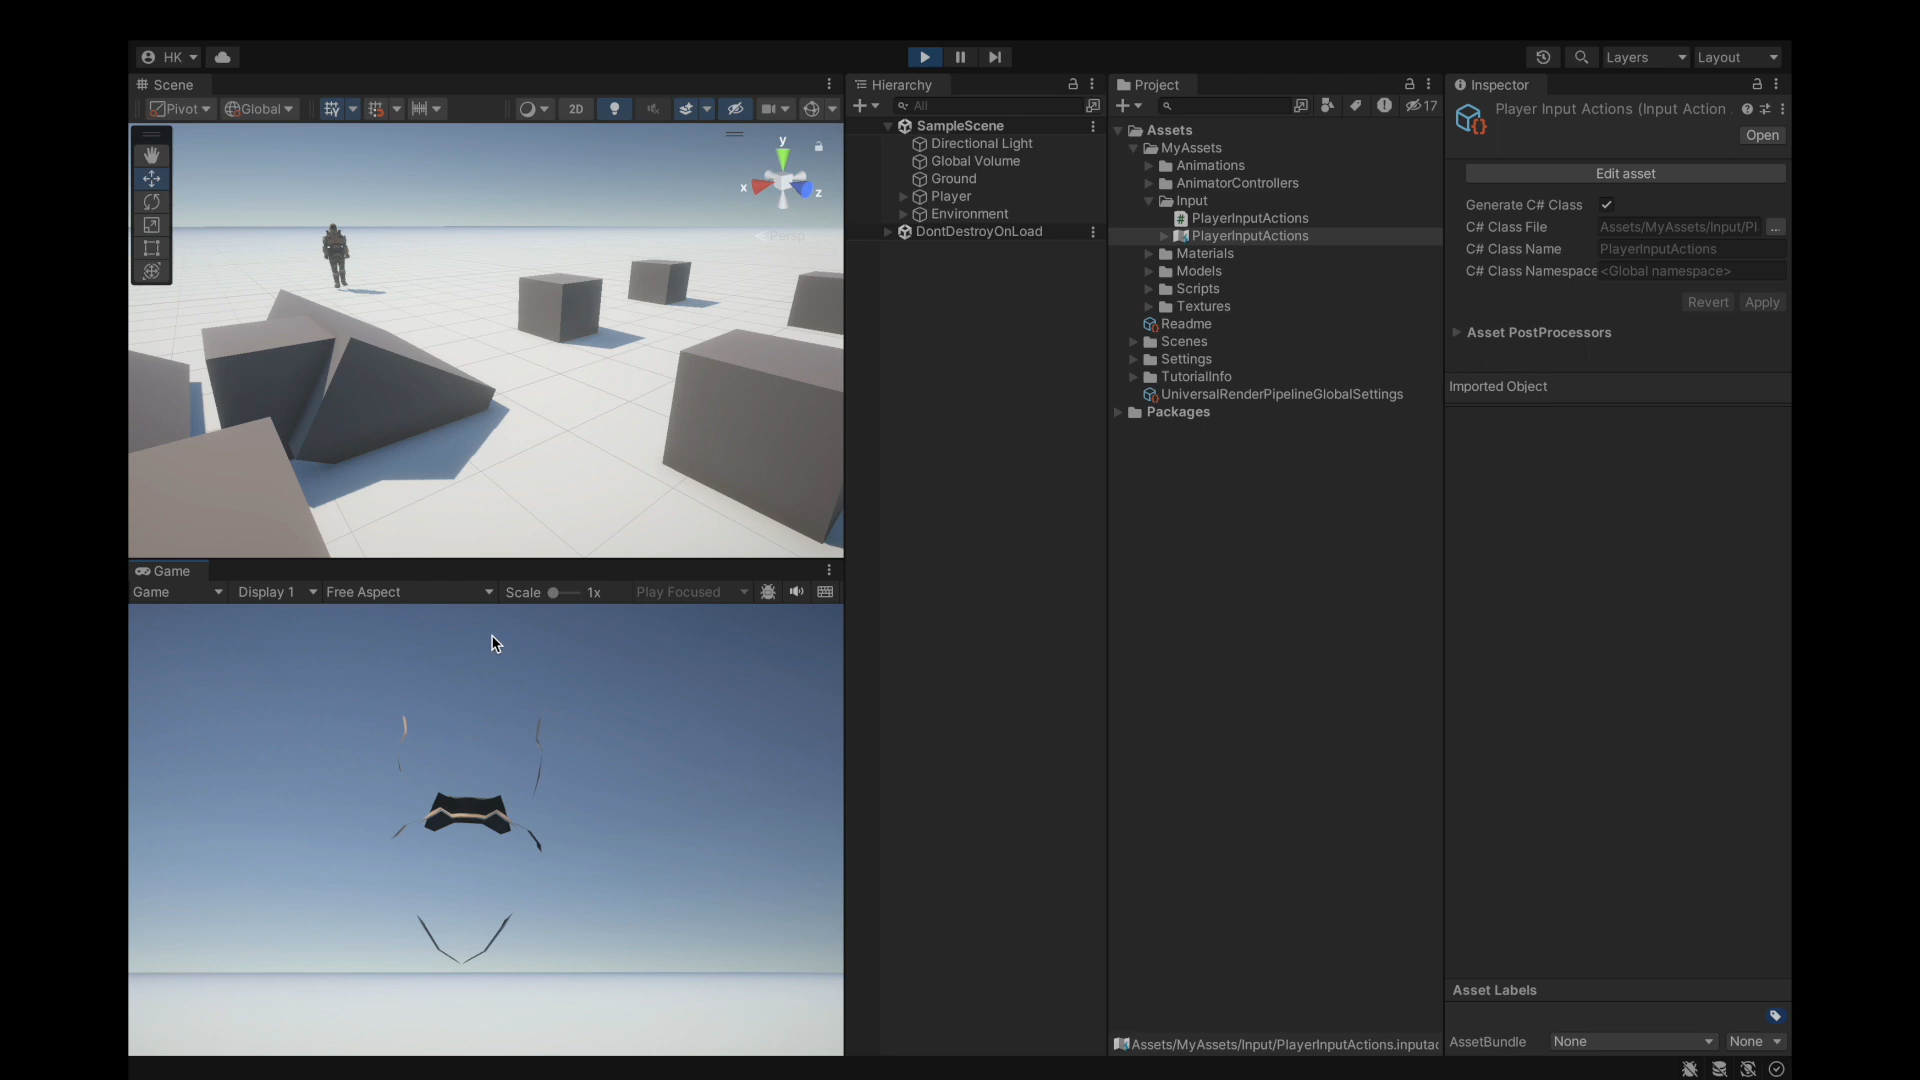 HK
Layers
Layout
Scene
Pivot
Global
2D
y
x
z
Persp
Game
Game
Display 1
Free Aspect
Scale
1x
Play Focused
Hierarchy
All
SampleScene
Directional Light
Global Volume
Ground
Player
Environment
DontDestroyOnLoad
Project
17
Assets
MyAssets
Animations
AnimatorControllers
Input
PlayerInputActions
PlayerInputActions
Materials
Models
Scripts
Textures
Readme
Scenes
Settings
TutorialInfo
UniversalRenderPipelineGlobalSettings
Packages
Assets/MyAssets/Input/PlayerInputActions.inputac
Inspector
Player Input Actions (Input Action
Open
Edit asset
Generate C# Class
C# Class File Assets/MyAssets/Input/Pl ...
C# Class Name PlayerInputActions
C# Class Namespace <Global namespace>
Revert Apply
Asset PostProcessors
Imported Object
Asset Labels
AssetBundle None None